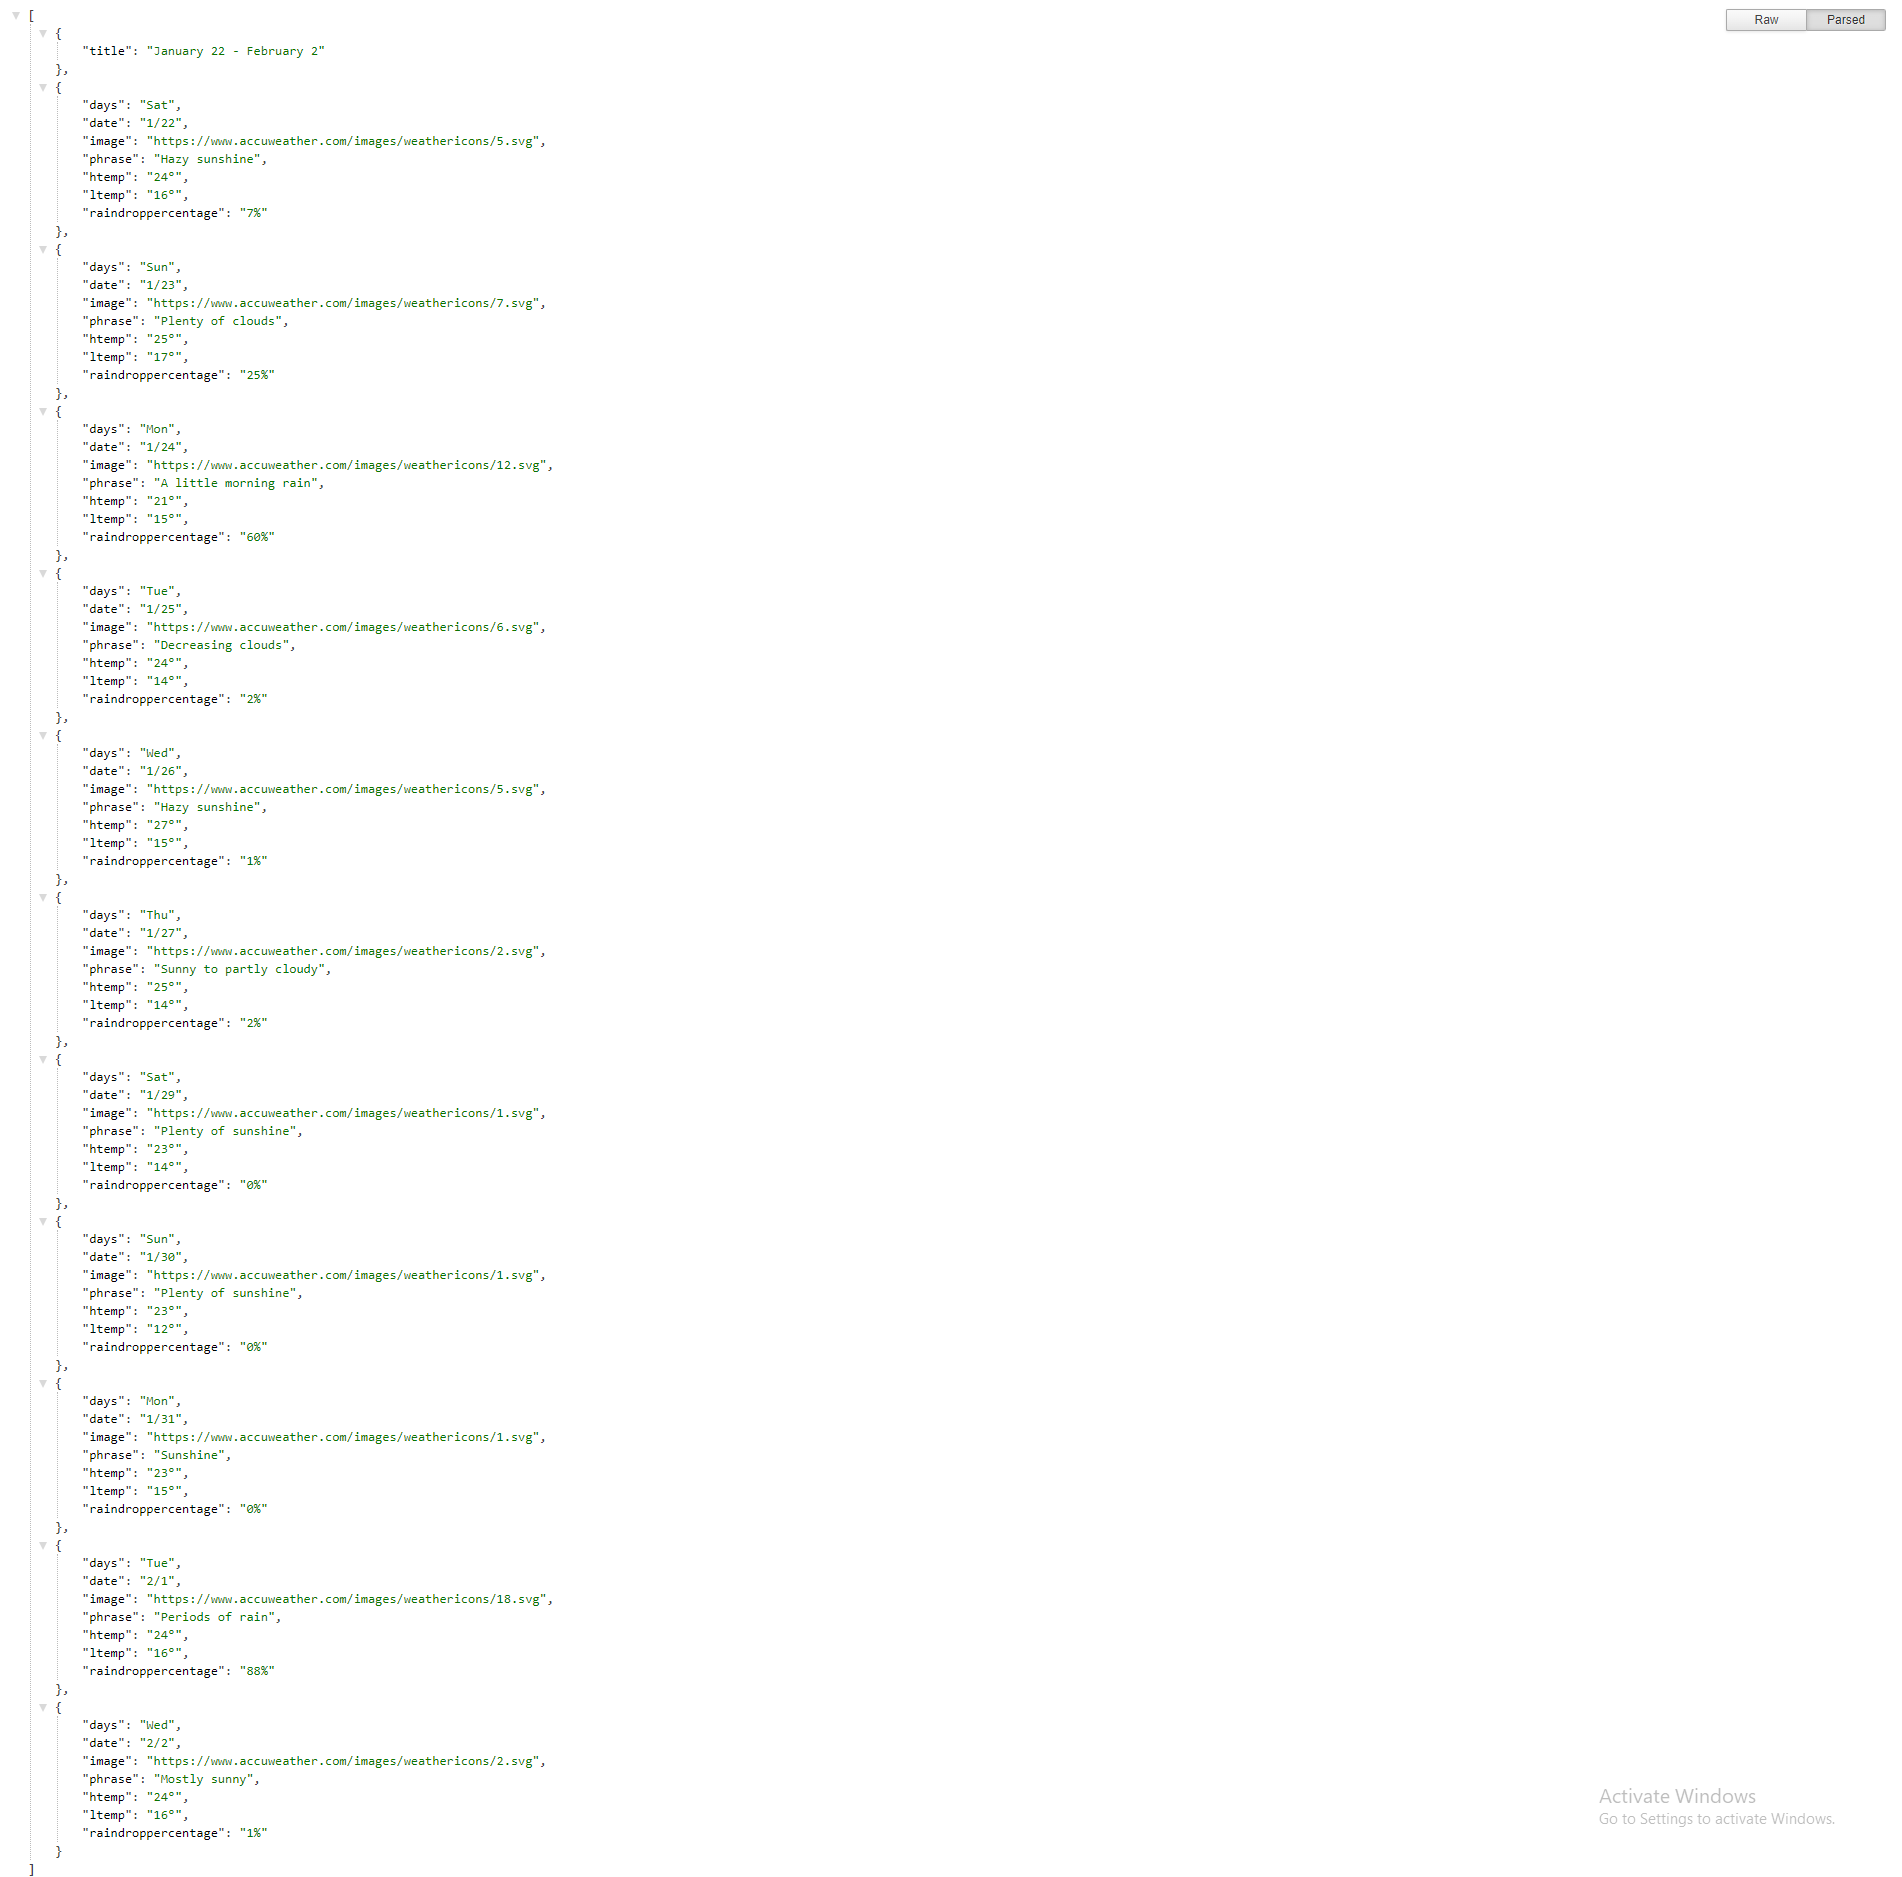 [
{
"title": "January 22 - February 2"
},
{
"days": "Sat",
"date": "1/22",
"image": "https://www.accuweather.com/images/weathericons/5.svg",
"phrase": "Hazy sunshine",
"htemp": "24°",
"ltemp": "16°",
"raindroppercentage": "7%"
},
{
"days": "Sun",
"date": "1/23",
"image": "https://www.accuweather.com/images/weathericons/7.svg",
"phrase": "Plenty of clouds",
"htemp": "25°",
"ltemp": "17°",
"raindroppercentage": "25%"
},
{
"days": "Mon",
"date": "1/24",
"image": "https://www.accuweather.com/images/weathericons/12.svg",
"phrase": "A little morning rain",
"htemp": "21°",
"ltemp": "15°",
"raindroppercentage": "60%"
},
{
"days": "Tue",
"date": "1/25",
"image": "https://www.accuweather.com/images/weathericons/6.svg",
"phrase": "Decreasing clouds",
"htemp": "24°",
"ltemp": "14°",
"raindroppercentage": "2%"
},
{
"days": "Wed",
"date": "1/26",
"image": "https://www.accuweather.com/images/weathericons/5.svg",
"phrase": "Hazy sunshine",
"htemp": "27°",
"ltemp": "15°",
"raindroppercentage": "1%"
},
{
"days": "Thu",
"date": "1/27",
"image": "https://www.accuweather.com/images/weathericons/2.svg",
"phrase": "Sunny to partly cloudy",
"htemp": "25°",
"ltemp": "14°",
"raindroppercentage": "2%"
},
{
"days": "Sat",
"date": "1/29",
"image": "https://www.accuweather.com/images/weathericons/1.svg",
"phrase": "Plenty of sunshine",
"htemp": "23°",
"ltemp": "14°",
"raindroppercentage": "0%"
},
{
"days": "Sun",
"date": "1/30",
"image": "https://www.accuweather.com/images/weathericons/1.svg",
"phrase": "Plenty of sunshine",
"htemp": "23°",
"ltemp": "12°",
"raindroppercentage": "0%"
},
{
"days": "Mon",
"date": "1/31",
"image": "https://www.accuweather.com/images/weathericons/1.svg",
"phrase": "Sunshine",
"htemp": "23°",
"ltemp": "15°",
"raindroppercentage": "0%"
},
{
"days": "Tue",
"date": "2/1",
"image": "https://www.accuweather.com/images/weathericons/18.svg",
"phrase": "Periods of rain",
"htemp": "24°",
"ltemp": "16°",
"raindroppercentage": "88%"
},
{
"days": "Wed",
"date": "2/2",
"image": "https://www.accuweather.com/images/weathericons/2.svg",
"phrase": "Mostly sunny",
"htemp": "24°",
"ltemp": "16°",
"raindroppercentage": "1%"
}
]
Raw Parsed
Activate Windows
Go to Settings to activate Windows.